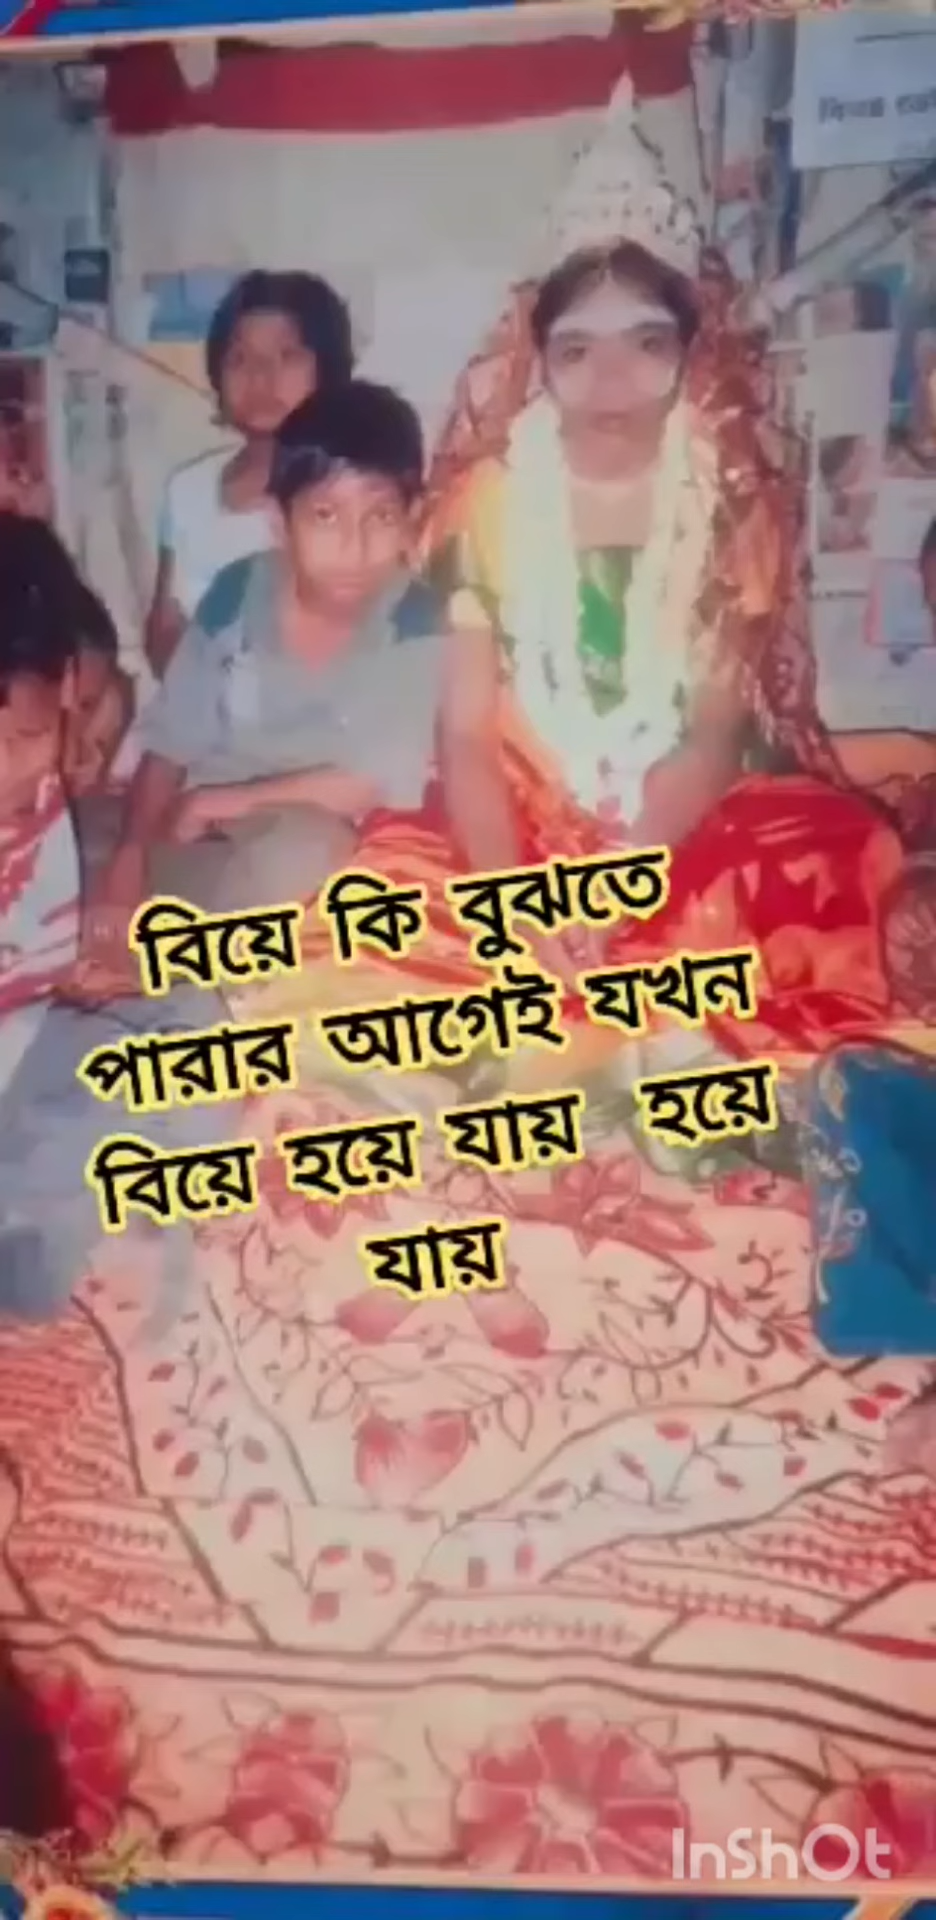 বিয়ে কি বুঝতে
পারার আগেই যখন
বিয়ে হয়ে যায় হয়ে
যায়
InShOt